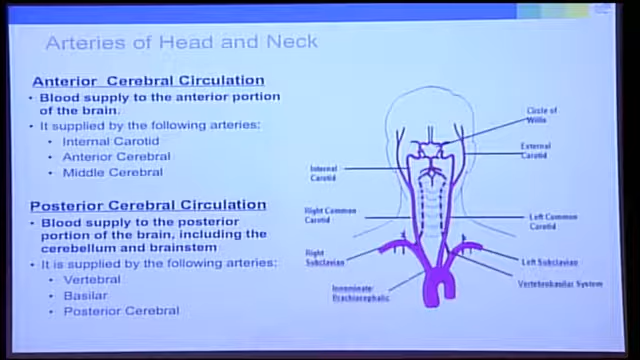 Arteries of Head and Neck
Anterior Cerebral Circulation
• Blood supply to the anterior portion
of the brain.
• It supplied by the following arteries:
• Internal Carotid
• Anterior Cerebral
• Middle Cerebral
Posterior Cerebral Circulation
• Blood supply to the posterior
portion of the brain, including the
cerebellum and brainstem
• It is supplied by the following arteries:
• Vertebral
• Basilar
• Posterior Cerebral
Circle of
Willis
External
Carotid
Internal
Carotid
Right Common
Carotid
Left Common
Carotid
Right
Subclavian
Left Subclavian
Vertebrobasilar System
Innominate
Brachiocephalic